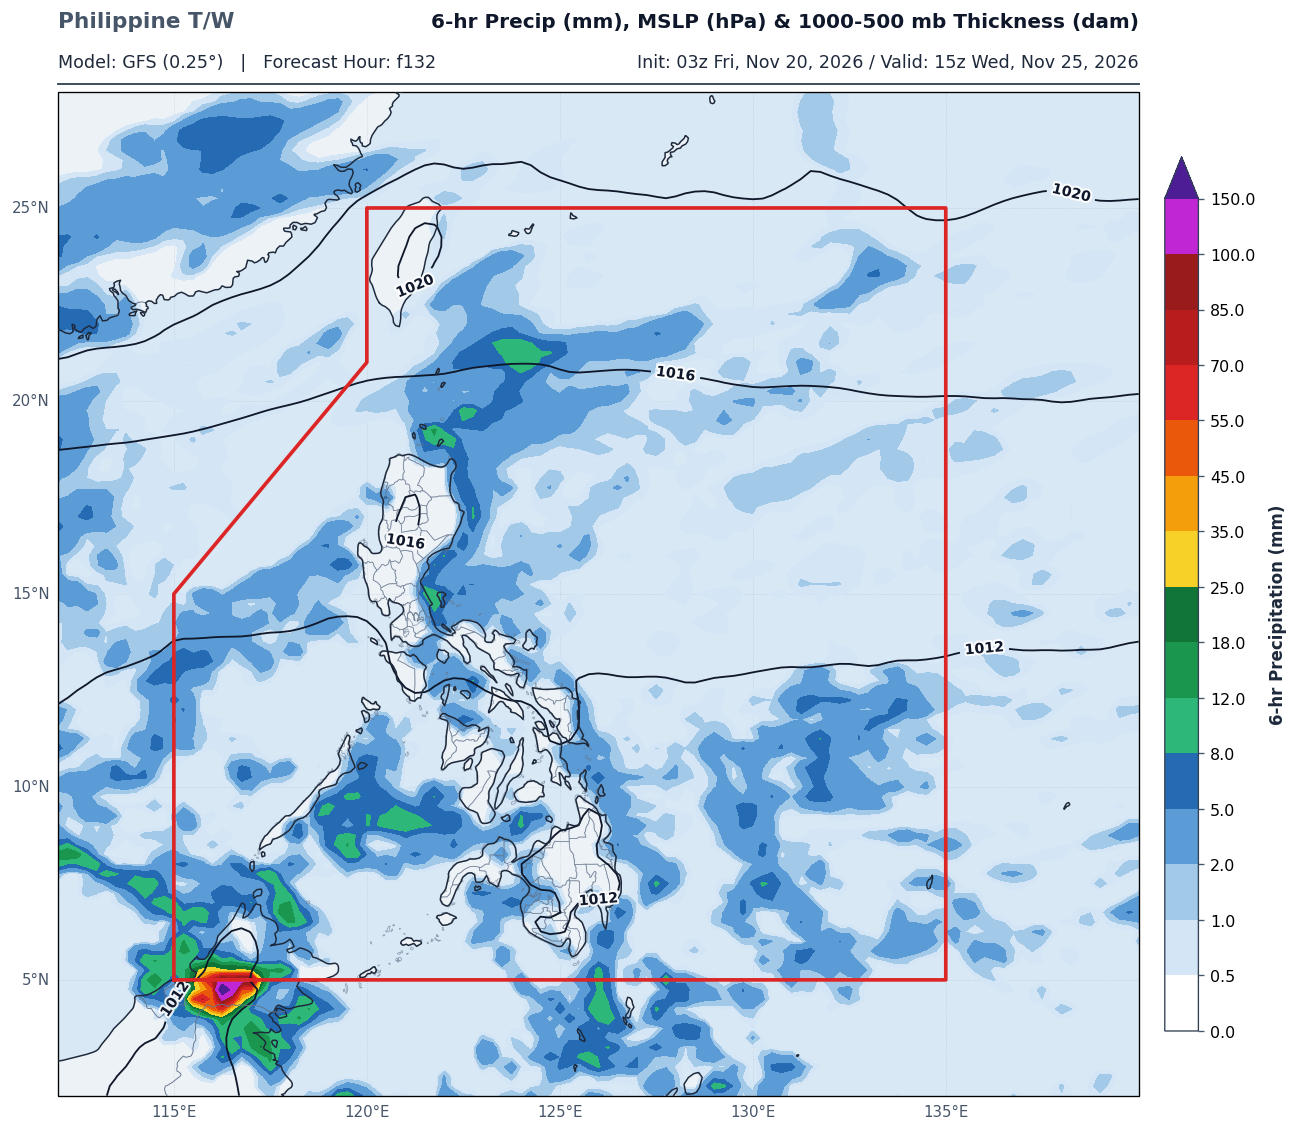 Philippine T/W
6-hr Precip (mm), MSLP (hPa) & 1000-500 mb Thickness (dam)
Model: GFS (0.25°) | Forecast Hour: f132
Init: 03z Fri, Nov 20, 2026 / Valid: 15z Wed, Nov 25, 2026
25°N
20°N
15°N
10°N
5°N
1020
1020
1016
1016
1012
1012
1012
115°E
120°E
125°E
130°E
135°E
150.0
100.0
85.0
70.0
55.0
45.0
35.0
25.0
18.0
12.0
8.0
5.0
2.0
1.0
0.5
0.0
6-hr Precipitation (mm)